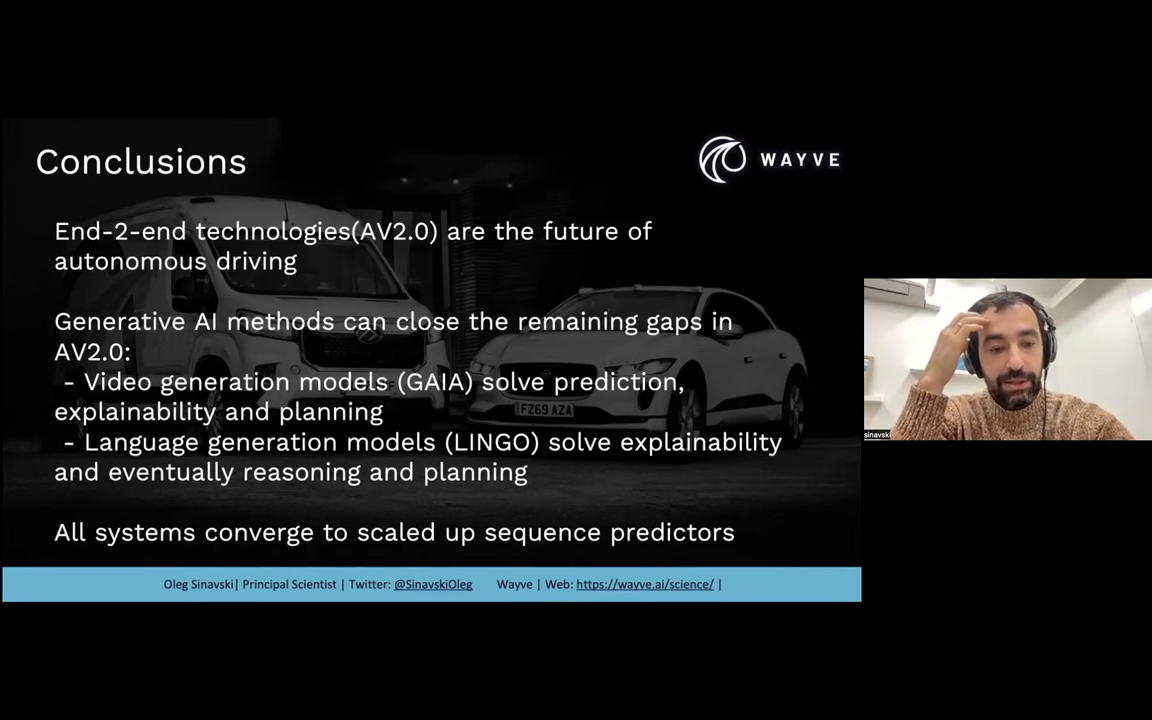 Conclusions
WAYVE
End-2-end technologies(AV2.0) are the future of
autonomous driving
Generative AI methods can close the remaining gaps in
AV2.0:
- Video generation models (GAIA) solve prediction,
explainability and planning
- Language generation models (LINGO) solve explainability
and eventually reasoning and planning
All systems converge to scaled up sequence predictors
FZ69 AZA
Oleg Sinavski| Principal Scientist | Twitter: @SinavskiOleg Wayve | Web: https://wayve.ai/science/ |
sinavski